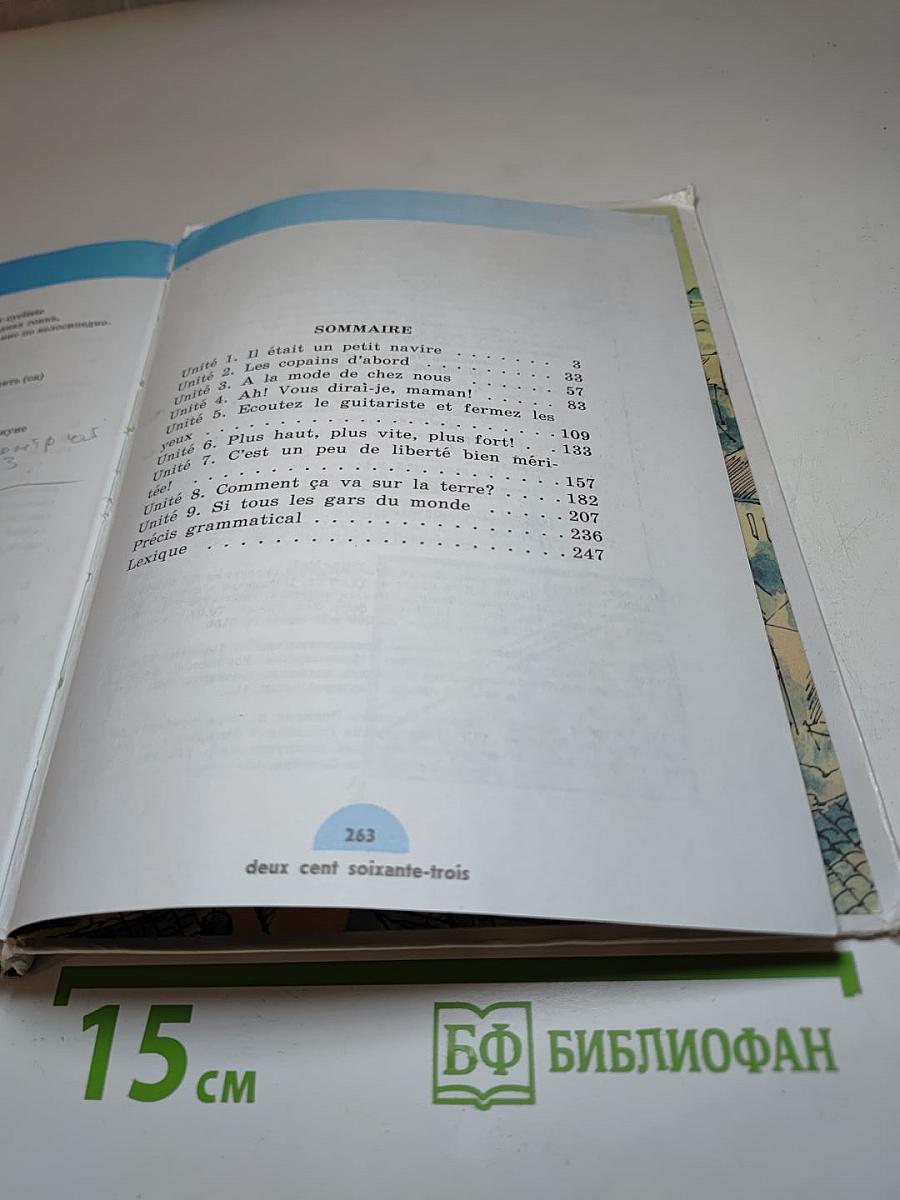 r cycliste
SOMMAIRE
Unité 1. Il était un petit navire . . . . . . . 3
Unité 2. Les copains d'abord . . . . . . . . . 33
Unité 3. A la mode de chez nous . . . . . . 57
Unité 4. Ah! Vous dirai-je, maman! . . . . . 83
Unité 5. Ecoutez le guitariste et fermez les
yeux . . . . . . . . . . . . . . . . . . 109
Unité 6. Plus haut, plus vite, plus fort! . . 133
Unité 7. C'est un peu de liberté bien méri-
tée! . . . . . . . . . . . . . . . . . . 157
Unité 8. Comment ça va sur la terre? . . . . 182
Unité 9. Si tous les gars du monde . . . . . 207
Précis grammatical . . . . . . . . . . . . . 236
Lexique . . . . . . . . . . . . . . . . . . 247
263
deux cent soixante-trois
15 см
БФ БИБЛИОФАН